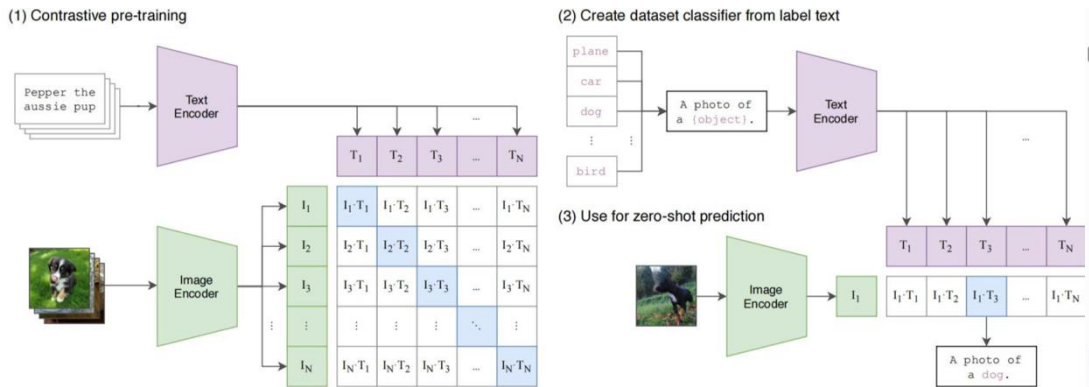 (1) Contrastive pre-training
Pepper the
aussie pup
Text
Encoder
...
T1 T2 T3 ... TN
I1 I1·T1 I1·T2 I1·T3 ... I1·TN
I2 I2·T1 I2·T2 I2·T3 ... I2·TN
Image
Encoder
I3 I3·T1 I3·T2 I3·T3 ... I3·TN
⋮ ⋮ ⋮ ⋮ ⋮ ⋱ ⋮
IN IN·T1 IN·T2 IN·T3 ... IN·TN
(2) Create dataset classifier from label text
plane
car
dog
⋮ ⋮
bird
A photo of
a {object}.
Text
Encoder
...
(3) Use for zero-shot prediction
T1 T2 T3 ... TN
Image
Encoder
I1 I1·T1 I1·T2 I1·T3 ... I1·TN
A photo of
a dog.